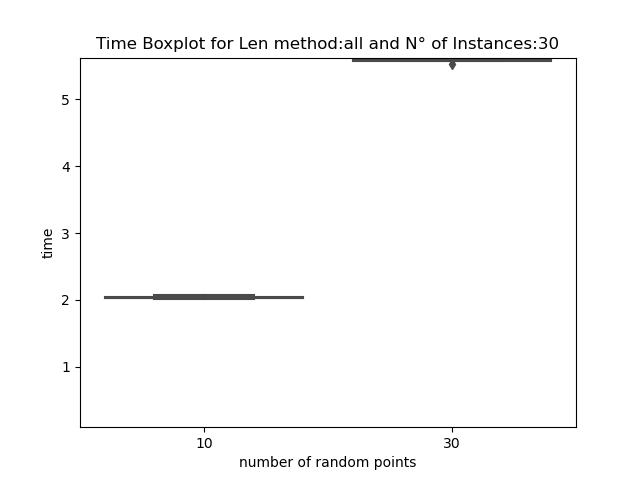 Time Boxplot for Len method:all and N° of Instances:30
5
4
3
2
1
time
10 30
number of random points